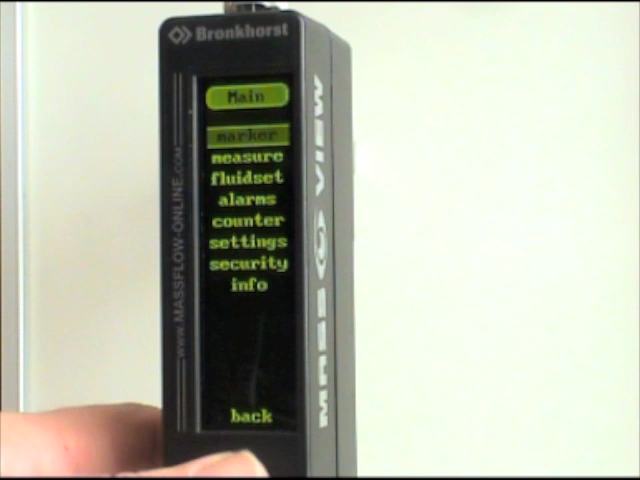 Bronkhorst
Main
marker
measure
fluidset
alarms
counter
settings
security
info
back
www.MASSFLOW-ONLINE.com
MASS VIEW